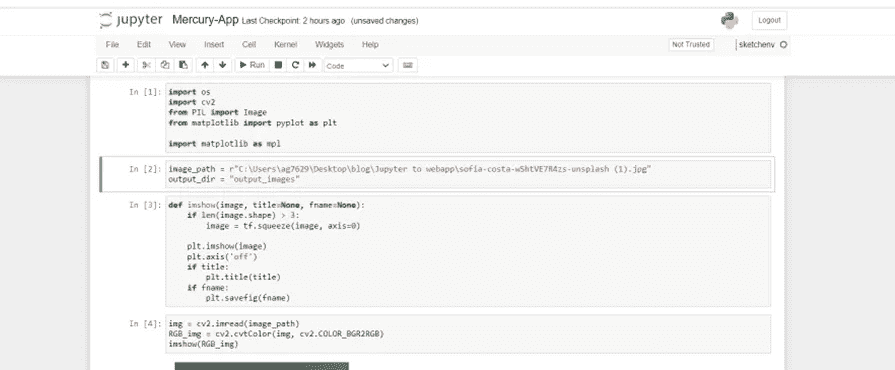 jupyter Mercury-App Last Checkpoint: 2 hours ago (unsaved changes) Logout
File Edit View Insert Cell Kernel Widgets Help Not Trusted sketchenv
Run Code
In [1]: import os
import cv2
from PIL import Image
from matplotlib import pyplot as plt
import matplotlib as mpl
In [2]: image_path = r"C:\Users\ag7629\Desktop\blog\Jupyter to webapp\sofia-costa-wShtVE7R4zs-unsplash (1).jpg"
output_dir = "output_images"
In [3]: def imshow(image, title=None, fname=None):
if len(image.shape) > 3:
image = tf.squeeze(image, axis=0)
plt.imshow(image)
plt.axis('off')
if title:
plt.title(title)
if fname:
plt.savefig(fname)
In [4]: img = cv2.imread(image_path)
RGB_img = cv2.cvtColor(img, cv2.COLOR_BGR2RGB)
imshow(RGB_img)